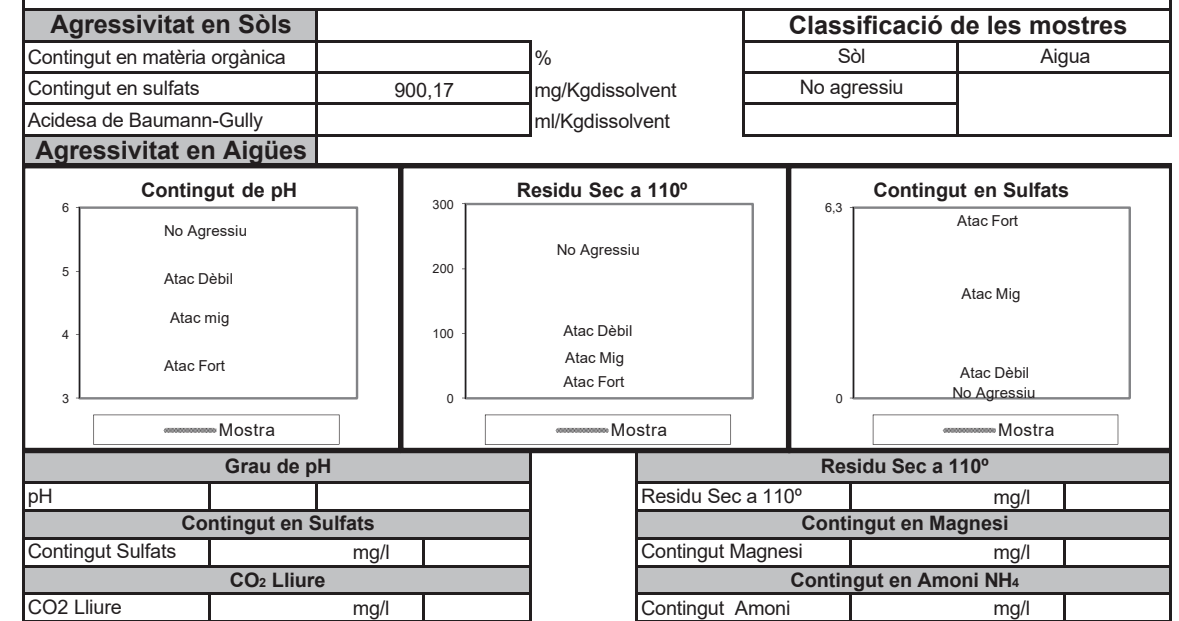 Agressivitat en Sòls
Classificació de les mostres
Contingut en matèria orgànica %
Sòl Aigua
Contingut en sulfats 900,17 mg/Kgdissolvent
No agressiu
Acidesa de Baumann-Gully ml/Kgdissolvent
Agressivitat en Aigües
Contingut de pH
6
No Agressiu
5
Atac Dèbil
Atac mig
4
Atac Fort
3
Mostra
Residu Sec a 110º
300
No Agressiu
200
100
Atac Dèbil
Atac Mig
Atac Fort
0
Mostra
Contingut en Sulfats
6,3
Atac Fort
Atac Mig
Atac Dèbil
No Agressiu
0
Mostra
Grau de pH
pH
Contingut en Sulfats
Contingut Sulfats mg/l
CO2 Lliure
CO2 Lliure mg/l
Residu Sec a 110º
Residu Sec a 110º mg/l
Contingut en Magnesi
Contingut Magnesi mg/l
Contingut en Amoni NH4
Contingut Amoni mg/l